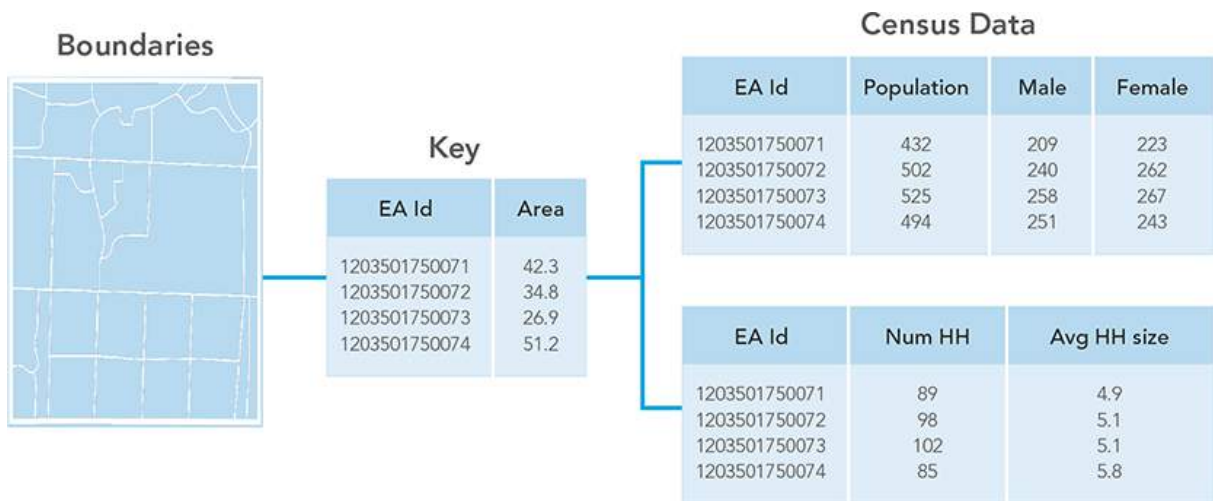 Boundaries
Key
EA Id Area
1203501750071 42.3
1203501750072 34.8
1203501750073 26.9
1203501750074 51.2
Census Data
EA Id Population Male Female
1203501750071 432 209 223
1203501750072 502 240 262
1203501750073 525 258 267
1203501750074 494 251 243
EA Id Num HH Avg HH size
1203501750071 89 4.9
1203501750072 98 5.1
1203501750073 102 5.1
1203501750074 85 5.8